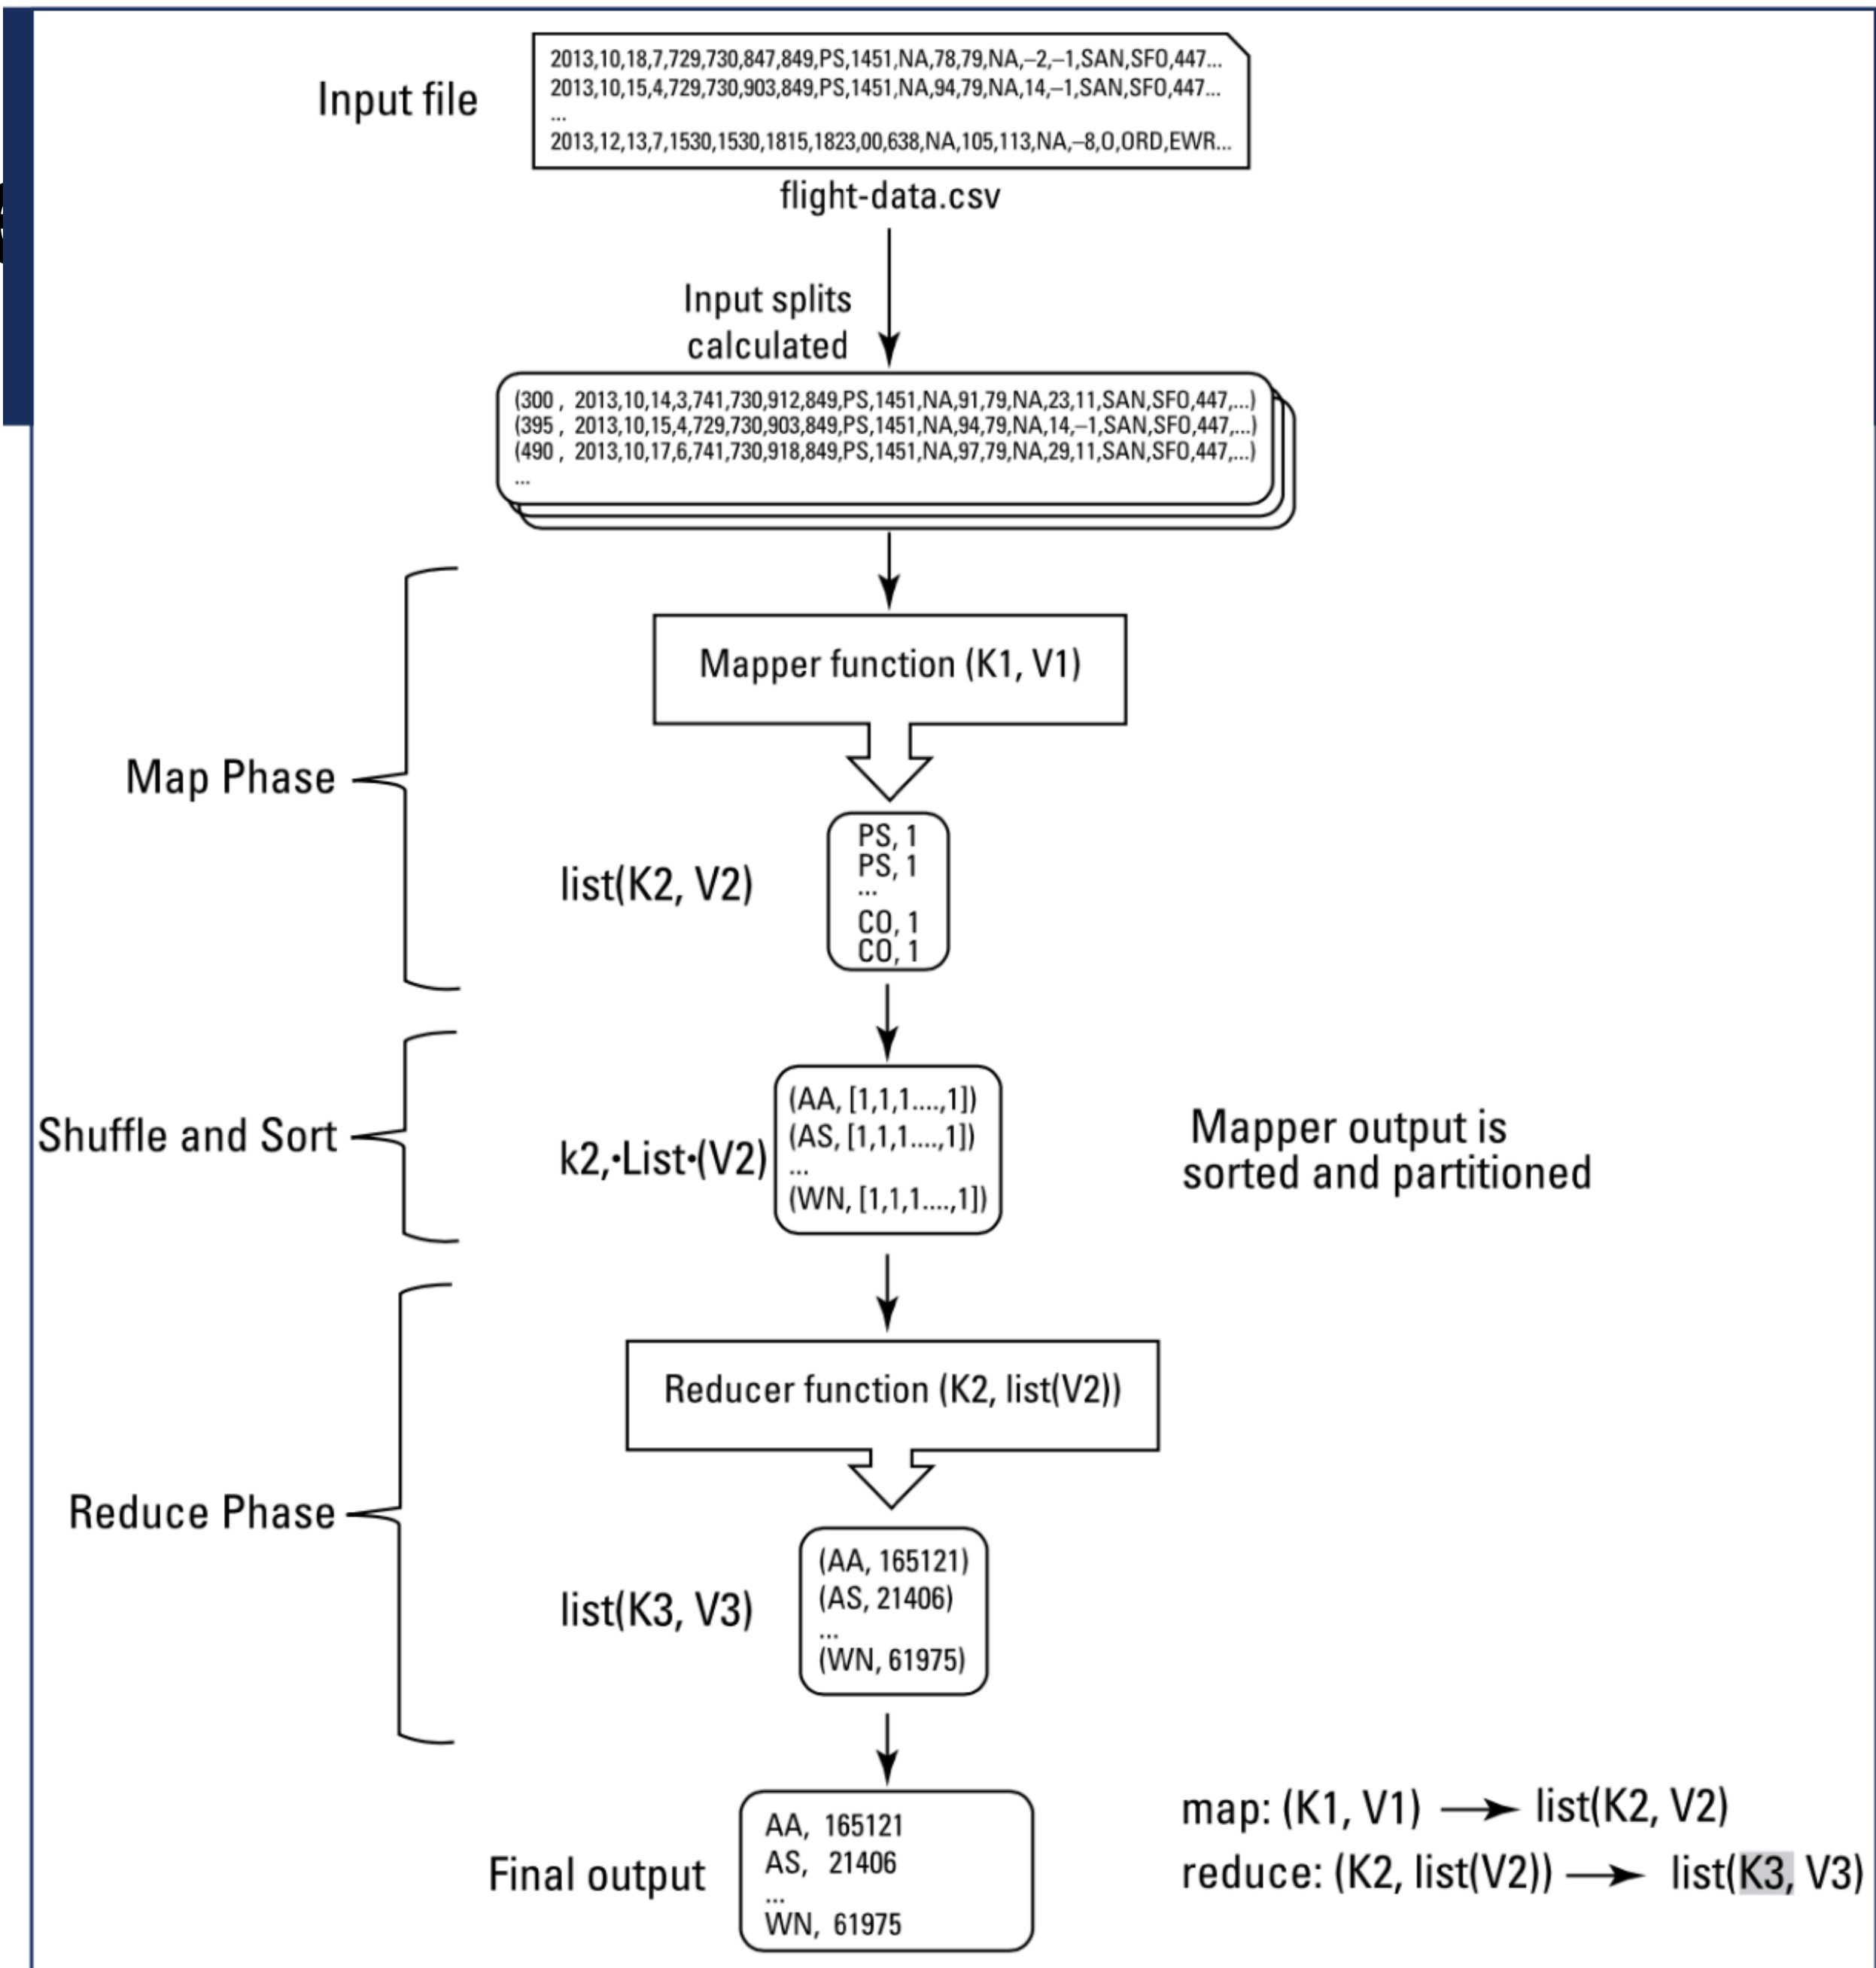 Input file
2013,10,18,7,729,730,847,849,PS,1451,NA,78,79,NA,–2,–1,SAN,SFO,447...
2013,10,15,4,729,730,903,849,PS,1451,NA,94,79,NA,14,–1,SAN,SFO,447...
...
2013,12,13,7,1530,1530,1815,1823,00,638,NA,105,113,NA,–8,0,ORD,EWR...
flight-data.csv
Input splits
calculated
(300 , 2013,10,14,3,741,730,912,849,PS,1451,NA,91,79,NA,23,11,SAN,SFO,447,...)
(395 , 2013,10,15,4,729,730,903,849,PS,1451,NA,94,79,NA,14,–1,SAN,SFO,447,...)
(490 , 2013,10,17,6,741,730,918,849,PS,1451,NA,97,79,NA,29,11,SAN,SFO,447,...)
...
Mapper function (K1, V1)
Map Phase
list(K2, V2)
PS, 1
PS, 1
...
CO, 1
CO, 1
Shuffle and Sort
k2,·List·(V2)
(AA, [1,1,1....,1])
(AS, [1,1,1....,1])
...
(WN, [1,1,1....,1])
Mapper output is
sorted and partitioned
Reducer function (K2, list(V2))
Reduce Phase
list(K3, V3)
(AA, 165121)
(AS, 21406)
...
(WN, 61975)
Final output
AA, 165121
AS, 21406
...
WN, 61975
map: (K1, V1) → list(K2, V2)
reduce: (K2, list(V2)) → list(K3, V3)